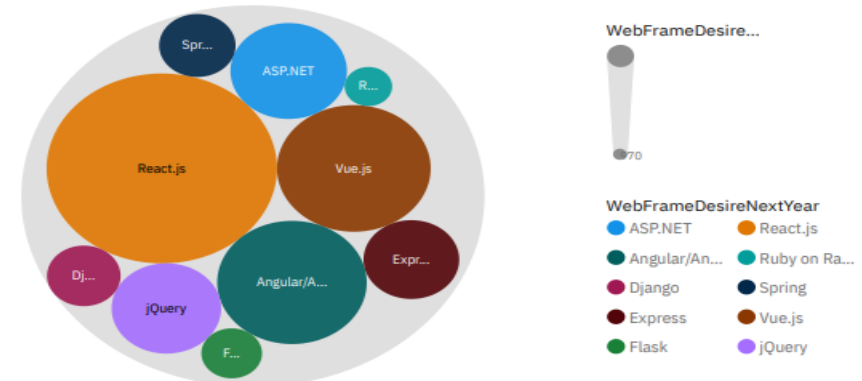 Spr...
ASP.NET
R...
React.js
Vue.js
Dj...
jQuery
Angular/A...
Expr...
F...
WebFrameDesire...
WebFrameDesireNextYear
ASP.NET
React.js
Angular/An...
Ruby on Ra...
Django
Spring
Express
Vue.js
Flask
jQuery